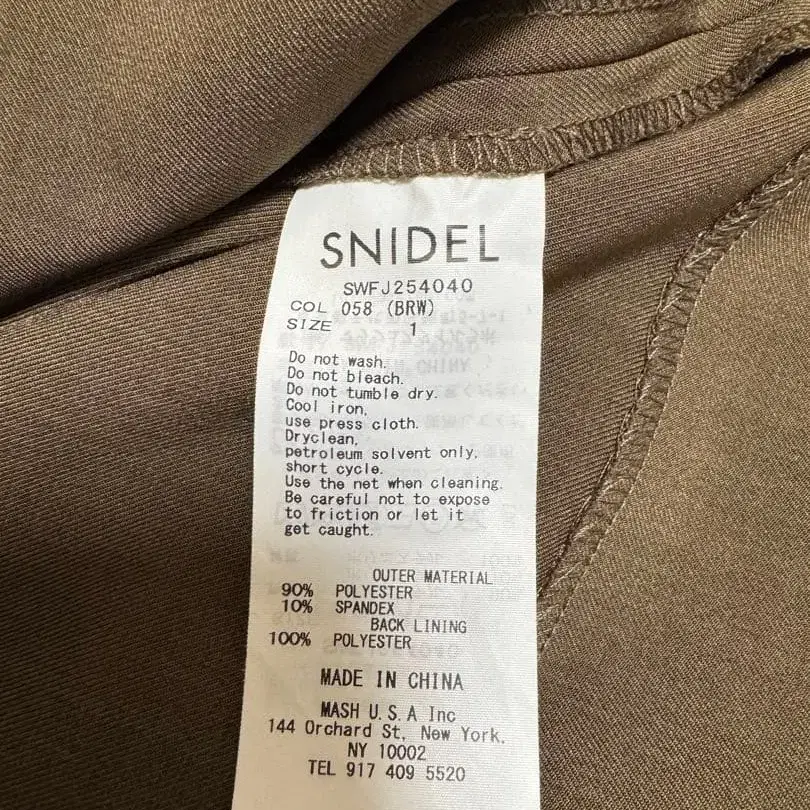 SNIDEL
SWFJ254040
COL 058 (BRW)
SIZE 1
Do not wash.
Do not bleach.
Do not tumble dry.
Cool iron,
use press cloth.
Dryclean,
petroleum solvent only,
short cycle.
Use the net when cleaning.
Be careful not to expose
to friction or let it
get caught.
OUTER MATERIAL
90% POLYESTER
10% SPANDEX
BACK LINING
100% POLYESTER
MADE IN CHINA
MASH U.S.A Inc
144 Orchard St, New York,
NY 10002
TEL 917 409 5520